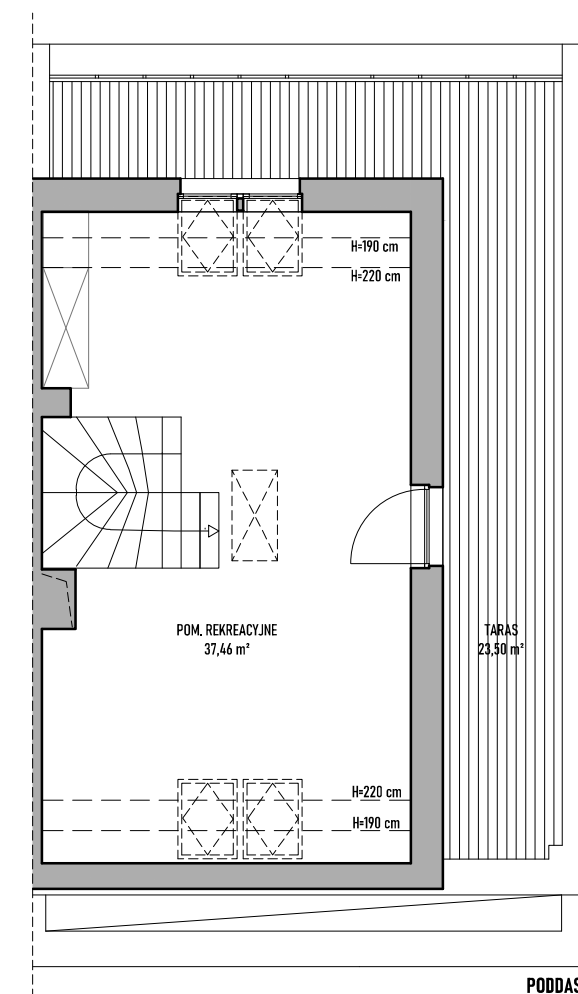 H=190 cm
H=220 cm
POM. REKREACYJNE
37,46 m²
TARAS
23,50 m²
H=220 cm
H=190 cm
PODDAS